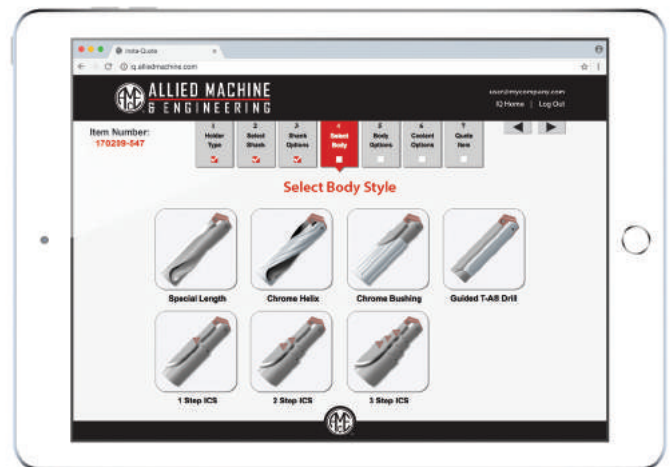 Insta-Quote
iq.alliedmachine.com
ALLIED MACHINE
& ENGINEERING
user@mycompany.com
IQ Home | Log Out
Item Number:
170209-547
1 Holder Type
2 Select Shank
3 Shank Options
4 Select Body
5 Body Options
6 Coolant Options
7 Quote Item
Select Body Style
Special Length
Chrome Helix
Chrome Bushing
Guided T-A® Drill
1 Step ICS
2 Step ICS
3 Step ICS